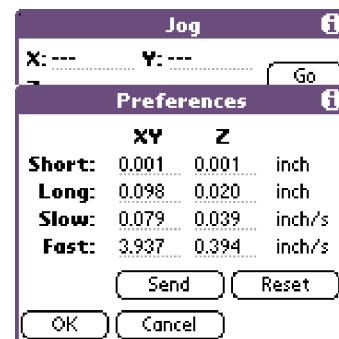 Jog i
X: --- Y: ---
Go
Preferences i
XY Z
Short: 0.001 0.001 inch
Long: 0.098 0.020 inch
Slow: 0.079 0.039 inch/s
Fast: 3.937 0.394 inch/s
Send Reset
OK Cancel